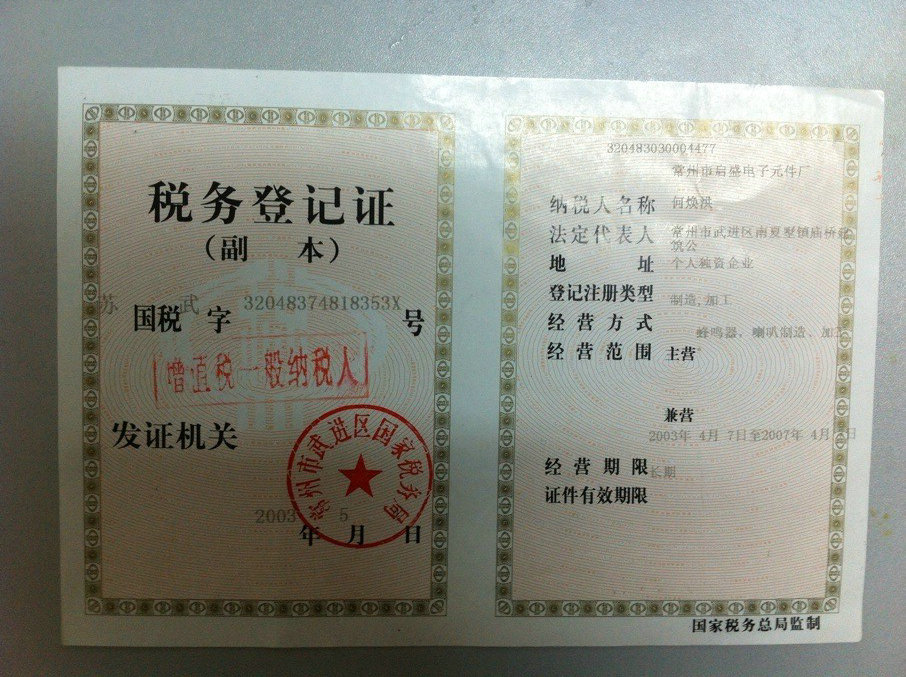 税务登记证
（副 本）
苏 武 32048374818353X
国税 字 号
增值税一般纳税人
发证机关
常州市武进区国家税务局
2003 5
年 月 日
320483030004477
常州市启盛电子元件厂
纳税人名称 何焕洪
法定代表人 常州市武进区南夏墅镇庙桥
筑公
地 址 个人独资企业
登记注册类型 制造,加工
经营方式
经营范围 主营 蜂鸣器，喇叭制造、加工
兼营
2003年 4月 7日至2007年 4月 日
经营期限 长期
证件有效期限
国家税务总局监制